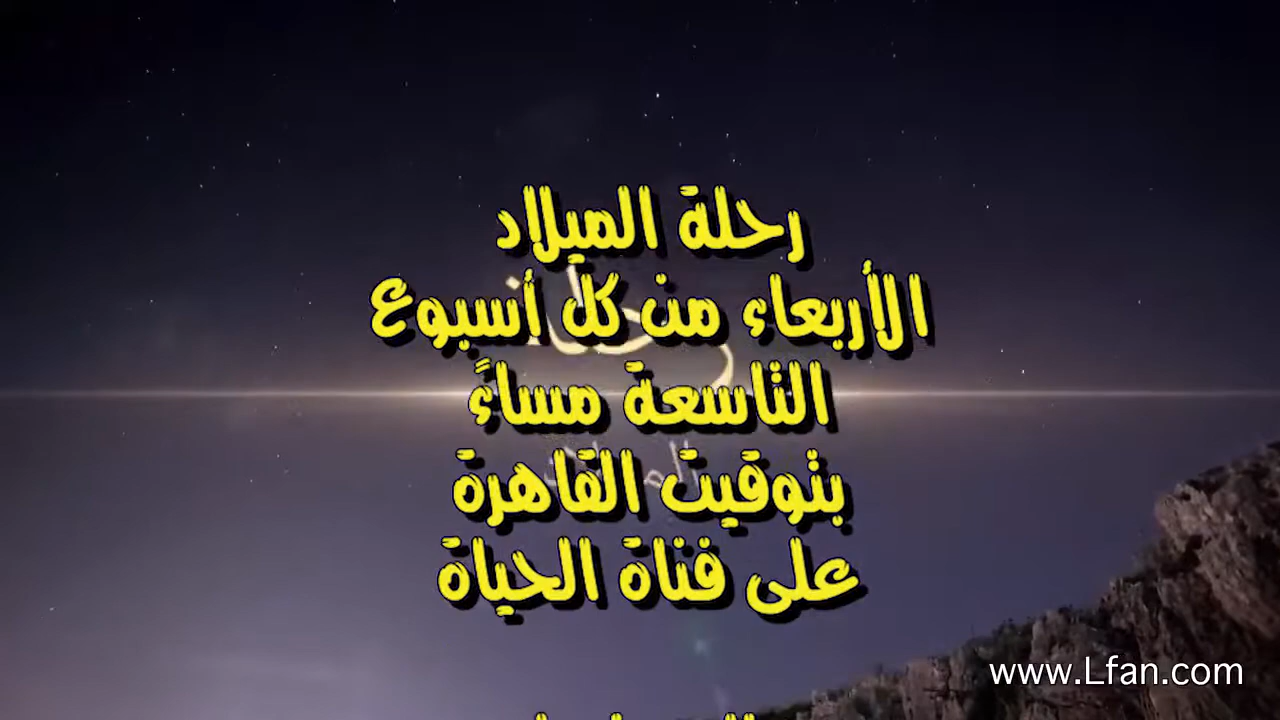 رحلة الميلاد
الأربعاء من كل أسبوع
التاسعة مساءً
بتوقيت القاهرة
على قناة الحياة
www.Lfan.com